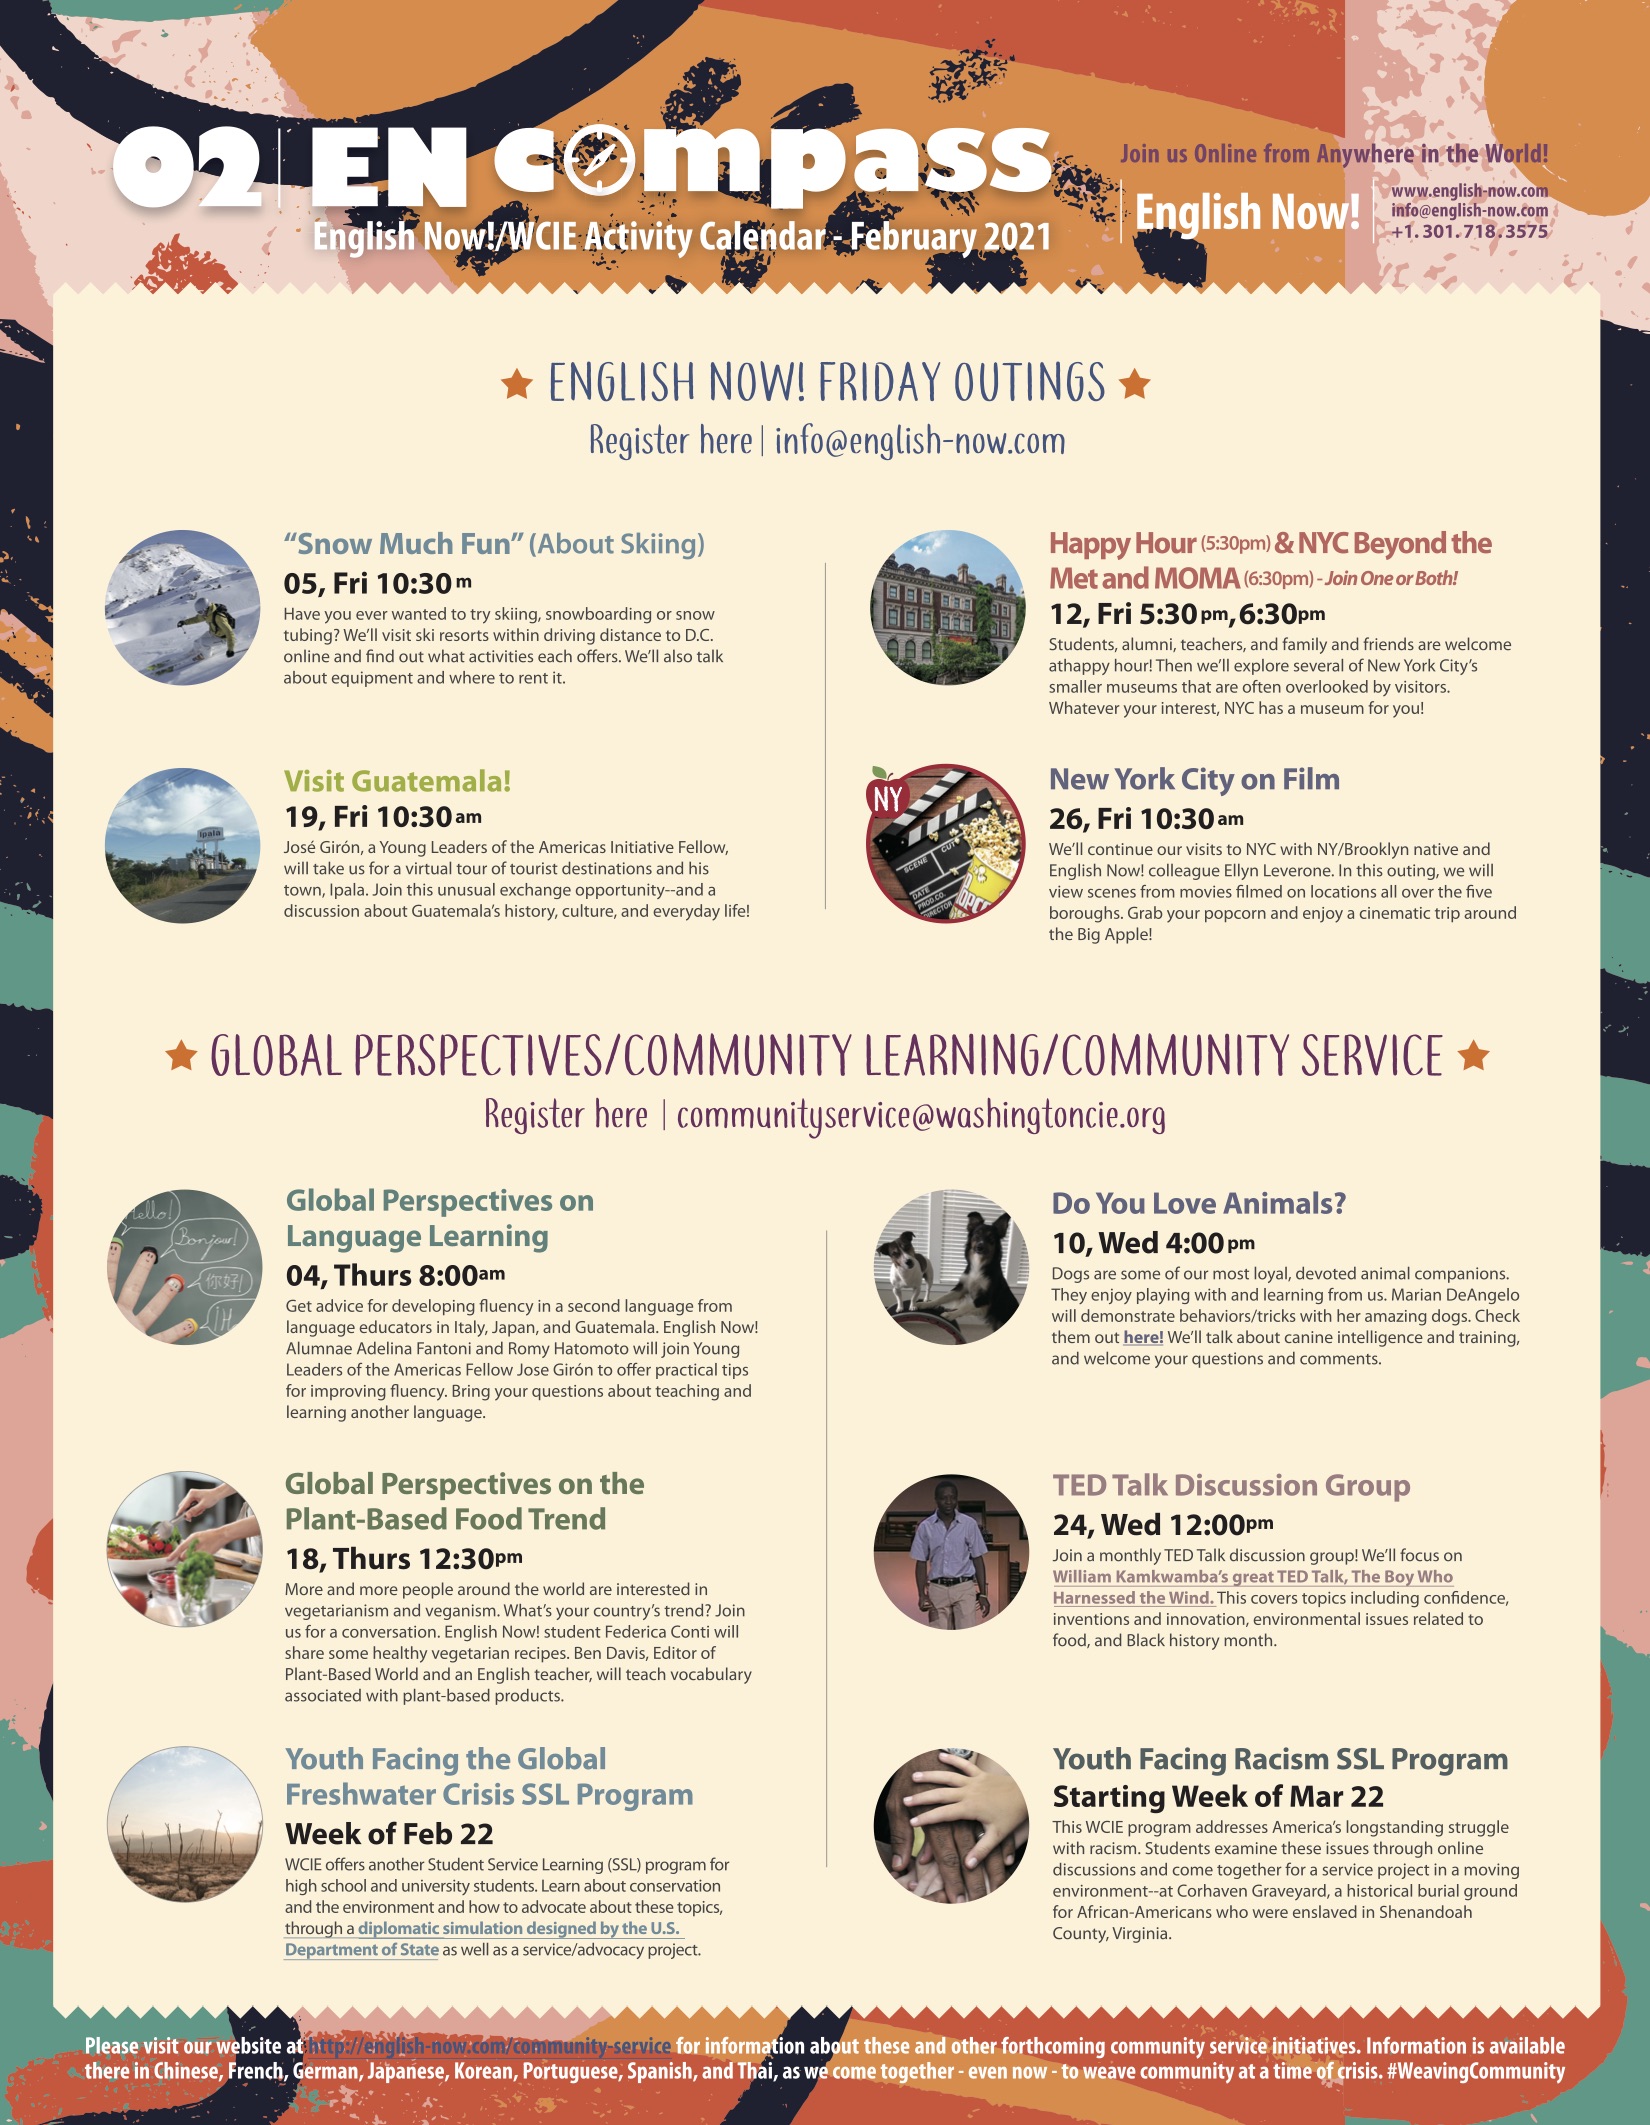 02 | EN compass
English Now!/WCIE Activity Calendar - February 2021
Join us Online from Anywhere in the World!
English Now!
www.english-now.com
info@english-now.com
+1.301.718.3575
ENGLISH NOW! FRIDAY OUTINGS
Register here | info@english-now.com
“Snow Much Fun” (About Skiing)
05, Fri 10:30 m
Have you ever wanted to try skiing, snowboarding or snow
tubing? We’ll visit ski resorts within driving distance to D.C.
online and find out what activities each offers. We’ll also talk
about equipment and where to rent it.
Happy Hour (5:30pm) & NYC Beyond the
Met and MOMA (6:30pm) - Join One or Both!
12, Fri 5:30 pm, 6:30pm
Students, alumni, teachers, and family and friends are welcome
athappy hour! Then we’ll explore several of New York City’s
smaller museums that are often overlooked by visitors.
Whatever your interest, NYC has a museum for you!
ipala
Visit Guatemala!
19, Fri 10:30 am
José Girón, a Young Leaders of the Americas Initiative Fellow,
will take us for a virtual tour of tourist destinations and his
town, Ipala. Join this unusual exchange opportunity--and a
discussion about Guatemala’s history, culture, and everyday life!
NY
SCENE CUT
DATE
PROD.CO.
DIRECTOR
New York City on Film
26, Fri 10:30 am
We’ll continue our visits to NYC with NY/Brooklyn native and
English Now! colleague Ellyn Leverone. In this outing, we will
view scenes from movies filmed on locations all over the five
boroughs. Grab your popcorn and enjoy a cinematic trip around
the Big Apple!
GLOBAL PERSPECTIVES/COMMUNITY LEARNING/COMMUNITY SERVICE
Register here | communityservice@washingtoncie.org
Hello!
Bonjour!
你好!
Global Perspectives on
Language Learning
04, Thurs 8:00am
Get advice for developing fluency in a second language from
language educators in Italy, Japan, and Guatemala. English Now!
Alumnae Adelina Fantoni and Romy Hatomoto will join Young
Leaders of the Americas Fellow Jose Girón to offer practical tips
for improving fluency. Bring your questions about teaching and
learning another language.
Do You Love Animals?
10, Wed 4:00 pm
Dogs are some of our most loyal, devoted animal companions.
They enjoy playing with and learning from us. Marian DeAngelo
will demonstrate behaviors/tricks with her amazing dogs. Check
them out here! We’ll talk about canine intelligence and training,
and welcome your questions and comments.
Global Perspectives on the
Plant-Based Food Trend
18, Thurs 12:30pm
More and more people around the world are interested in
vegetarianism and veganism. What’s your country’s trend? Join
us for a conversation. English Now! student Federica Conti will
share some healthy vegetarian recipes. Ben Davis, Editor of
Plant-Based World and an English teacher, will teach vocabulary
associated with plant-based products.
TED Talk Discussion Group
24, Wed 12:00pm
Join a monthly TED Talk discussion group! We’ll focus on
William Kamkwamba’s great TED Talk, The Boy Who
Harnessed the Wind. This covers topics including confidence,
inventions and innovation, environmental issues related to
food, and Black history month.
Youth Facing the Global
Freshwater Crisis SSL Program
Week of Feb 22
WCIE offers another Student Service Learning (SSL) program for
high school and university students. Learn about conservation
and the environment and how to advocate about these topics,
through a diplomatic simulation designed by the U.S.
Department of State as well as a service/advocacy project.
Youth Facing Racism SSL Program
Starting Week of Mar 22
This WCIE program addresses America’s longstanding struggle
with racism. Students examine these issues through online
discussions and come together for a service project in a moving
environment--at Corhaven Graveyard, a historical burial ground
for African-Americans who were enslaved in Shenandoah
County, Virginia.
Please visit our website at http://english-now.com/community-service for information about these and other forthcoming community service initiatives. Information is available
there in Chinese, French, German, Japanese, Korean, Portuguese, Spanish, and Thai, as we come together - even now - to weave community at a time of crisis. #WeavingCommunity